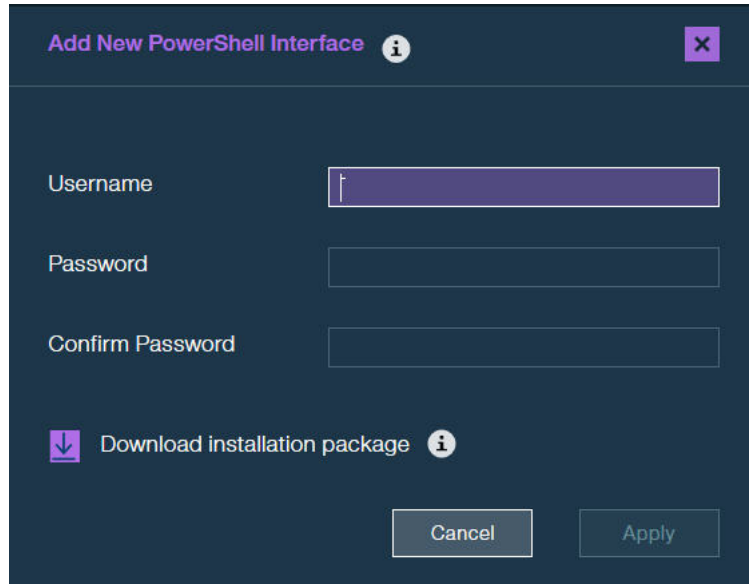 Add New PowerShell Interface
Username
Password
Confirm Password
Download installation package
Cancel Apply